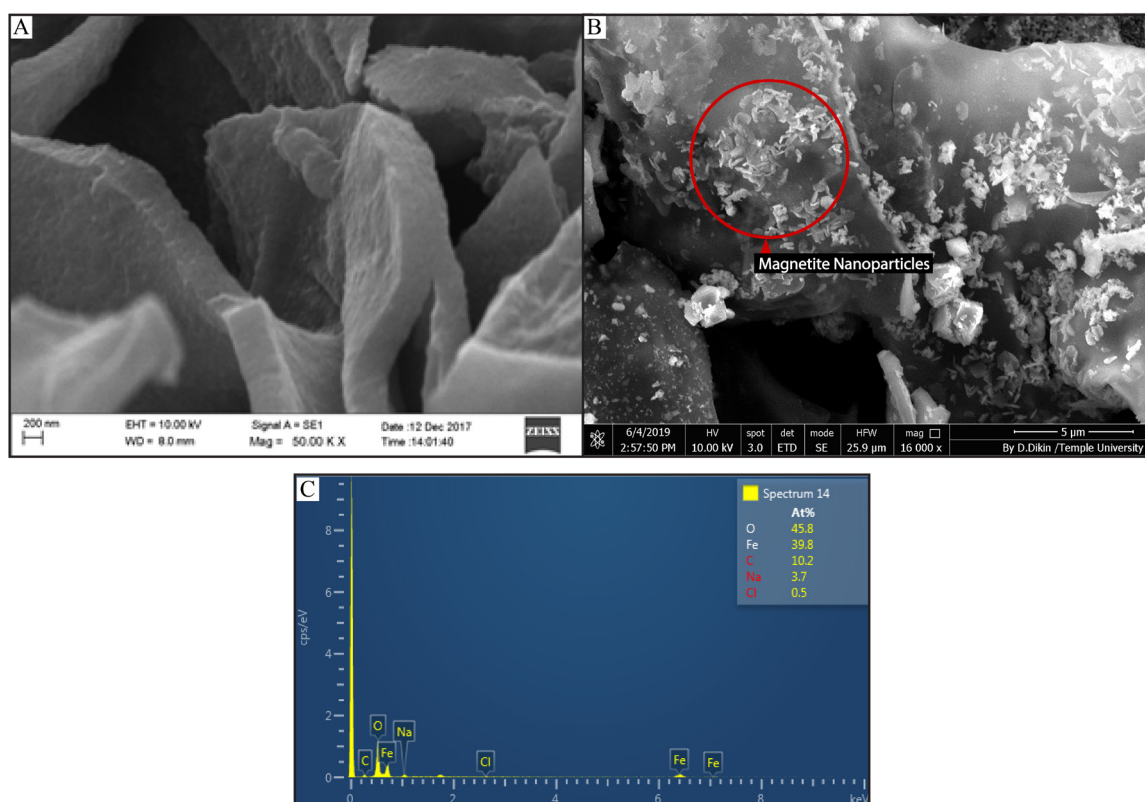 A
200 nm
EHT = 10.00 kV
Signal A = SE1
Date :12 Dec 2017
WD = 8.0 mm
Mag = 50.00 K X
Time :14:01:40
ZEISS
B
Magnetite Nanoparticles
6/4/2019
2:57:50 PM
HV
10.00 kV
spot
3.0
det
ETD
mode
SE
HFW
25.9 µm
mag
16 000 x
5 µm
By D.Dikin /Temple University
C
Spectrum 14
At%
O 45.8
Fe 39.8
C 10.2
Na 3.7
Cl 0.5
cps/eV
8
6
4
2
0
C
O
Fe
Na
Cl
Fe
Fe
0
2
4
6
8
keV